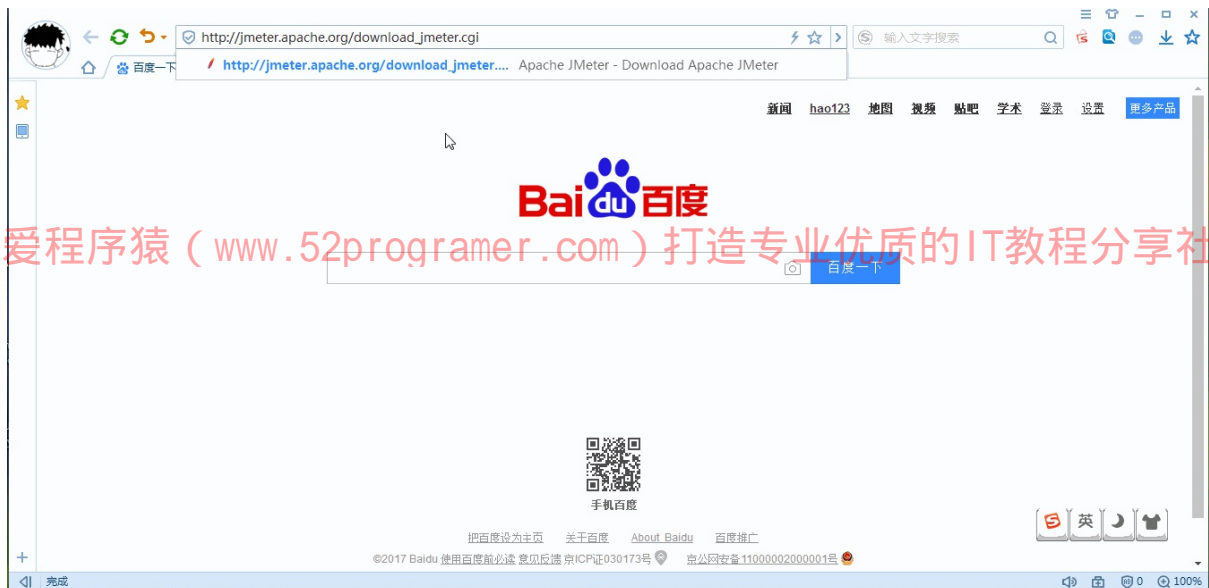 http://jmeter.apache.org/download_jmeter.cgi
输入文字搜索
百度一下
http://jmeter.apache.org/download_jmeter.... Apache JMeter - Download Apache JMeter
新闻 hao123 地图 视频 贴吧 学术 登录 设置 更多产品
Bai du 百度
爱程序猿（www.52programer.com）打造专业优质的IT教程分享社
百度一下
手机百度
把百度设为主页 关于百度 About Baidu 百度推广
©2017 Baidu 使用百度前必读 意见反馈 京ICP证030173号 京公网安备11000002000001号
英
完成 0 100%